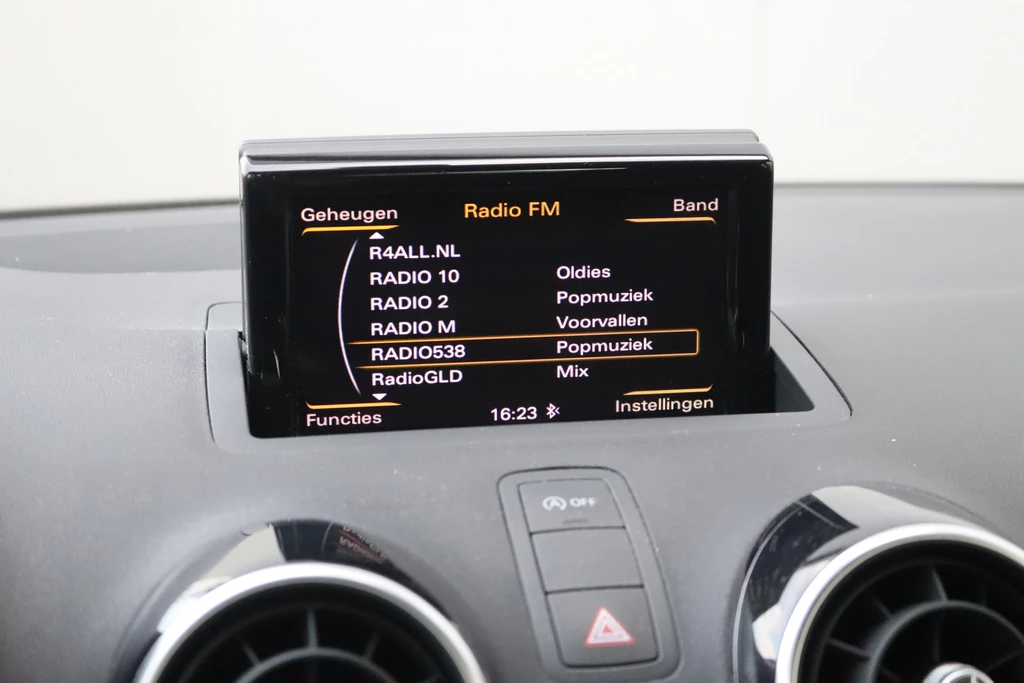 Geheugen Radio FM Band
R4ALL.NL
RADIO 10 Oldies
RADIO 2 Popmuziek
RADIO M Voorvallen
RADIO538 Popmuziek
RadioGLD Mix
Functies 16:23 Instellingen
A OFF